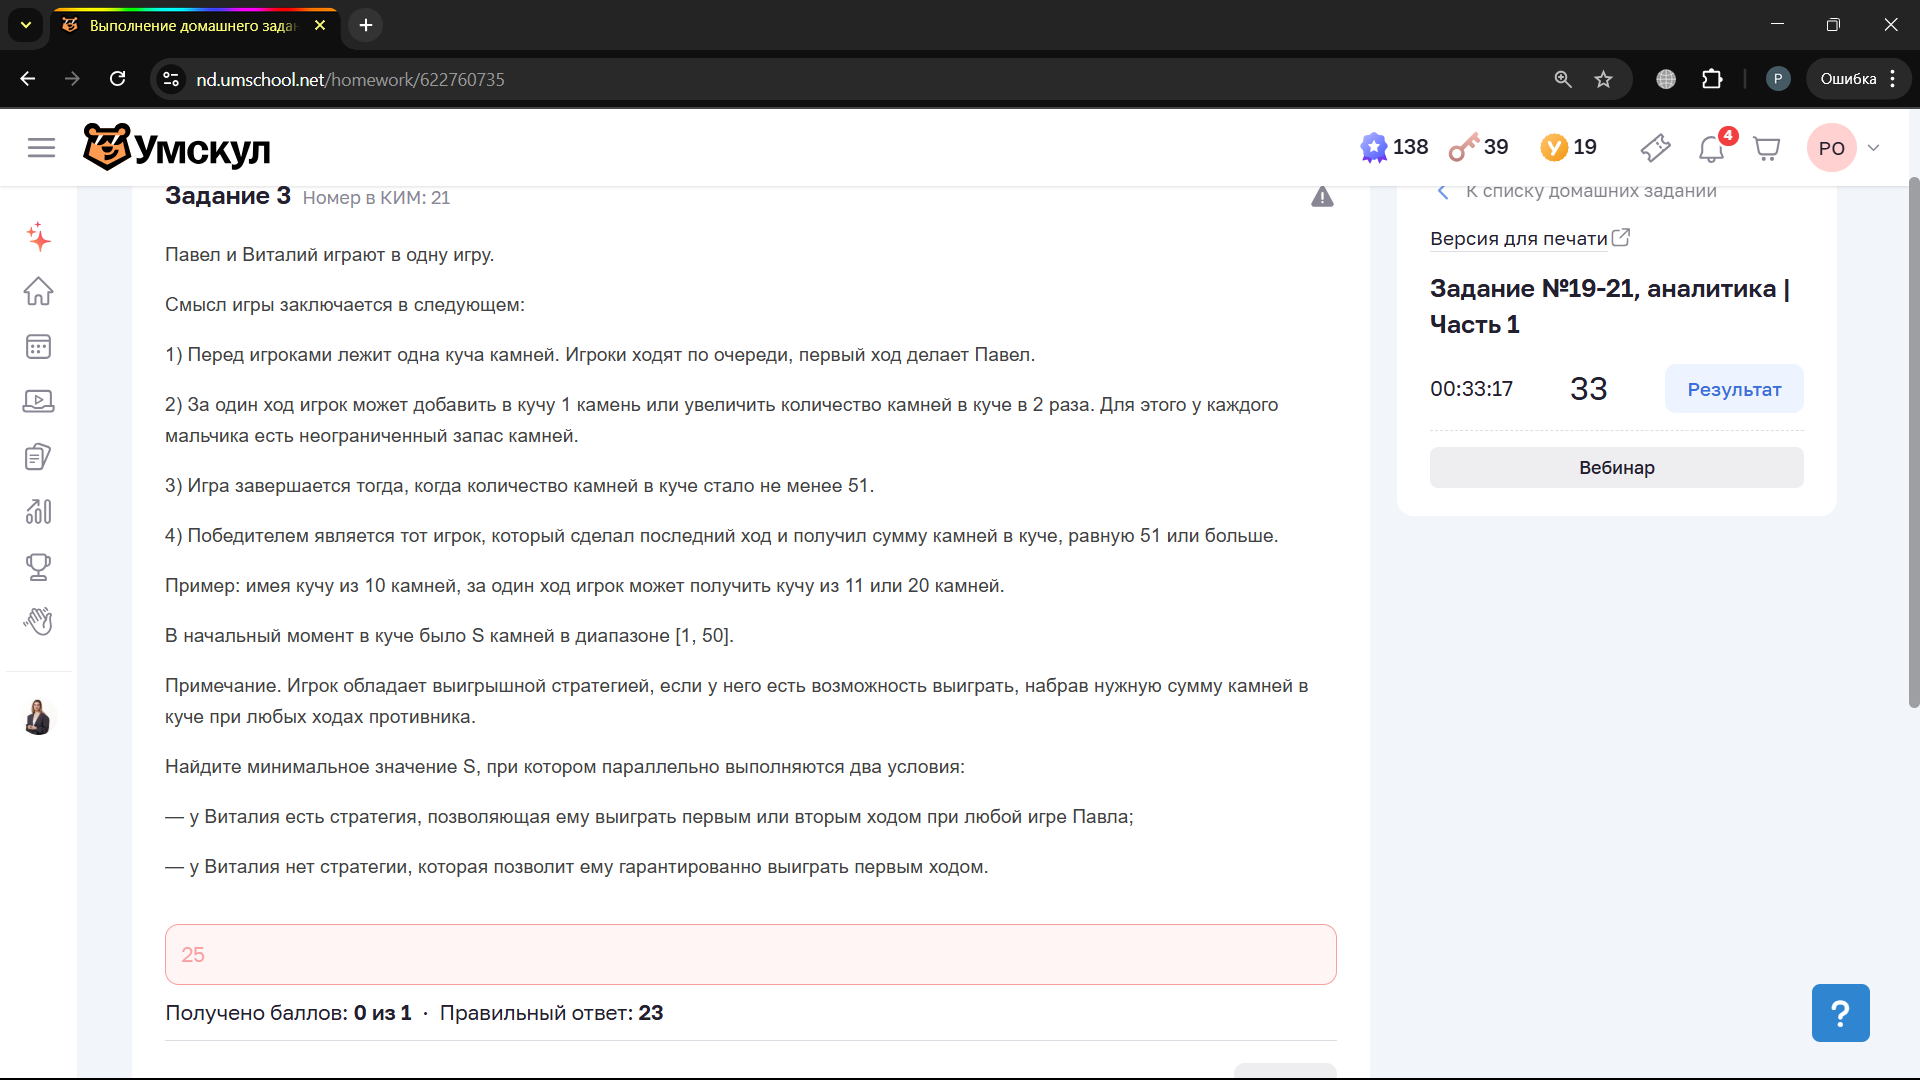 Выполнение домашнего зада
nd.umschool.net/homework/622760735
P
Ошибка
Умскул
138
39
19
4
РО
Задание 3 Номер в КИМ: 21
Павел и Виталий играют в одну игру.
Смысл игры заключается в следующем:
1) Перед игроками лежит одна куча камней. Игроки ходят по очереди, первый ход делает Павел.
2) За один ход игрок может добавить в кучу 1 камень или увеличить количество камней в куче в 2 раза. Для этого у каждого
мальчика есть неограниченный запас камней.
3) Игра завершается тогда, когда количество камней в куче стало не менее 51.
4) Победителем является тот игрок, который сделал последний ход и получил сумму камней в куче, равную 51 или больше.
Пример: имея кучу из 10 камней, за один ход игрок может получить кучу из 11 или 20 камней.
В начальный момент в куче было S камней в диапазоне [1, 50].
Примечание. Игрок обладает выигрышной стратегией, если у него есть возможность выиграть, набрав нужную сумму камней в
куче при любых ходах противника.
Найдите минимальное значение S, при котором параллельно выполняются два условия:
— у Виталия есть стратегия, позволяющая ему выиграть первым или вторым ходом при любой игре Павла;
— у Виталия нет стратегии, которая позволит ему гарантированно выиграть первым ходом.
25
Получено баллов: 0 из 1 · Правильный ответ: 23
К списку домашних заданий
Версия для печати
Задание №19-21, аналитика |
Часть 1
00:33:17
33
Результат
Вебинар
?